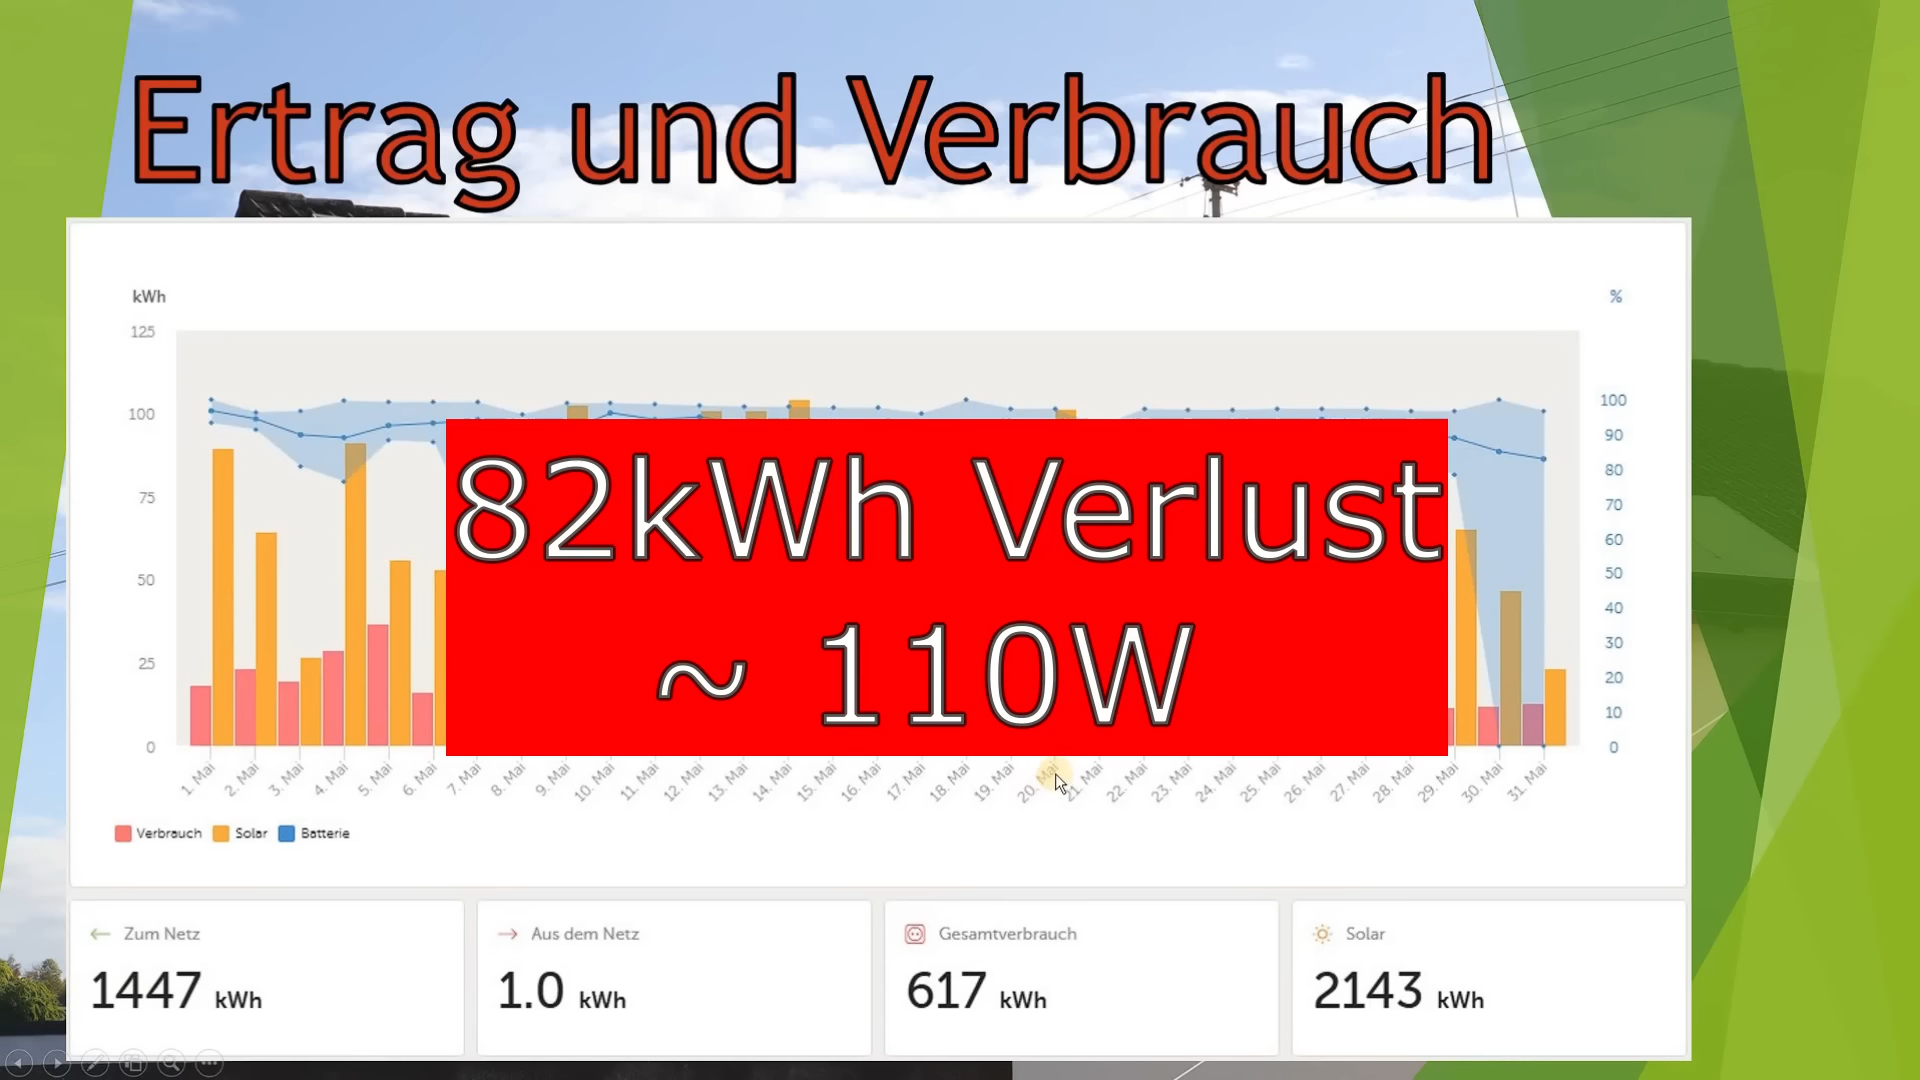 Ertrag und Verbrauch
kWh
%
125
100
75
50
25
0
100
90
80
70
60
50
40
30
20
10
0
82kWh Verlust
~ 110W
1. Mai
2. Mai
3. Mai
4. Mai
5. Mai
6. Mai
7. Mai
8. Mai
9. Mai
10. Mai
11. Mai
12. Mai
13. Mai
14. Mai
15. Mai
16. Mai
17. Mai
18. Mai
19. Mai
20. Mai
21. Mai
22. Mai
23. Mai
24. Mai
25. Mai
26. Mai
27. Mai
28. Mai
29. Mai
30. Mai
31. Mai
Verbrauch Solar Batterie
Zum Netz
1447 kWh
Aus dem Netz
1.0 kWh
Gesamtverbrauch
617 kWh
Solar
2143 kWh